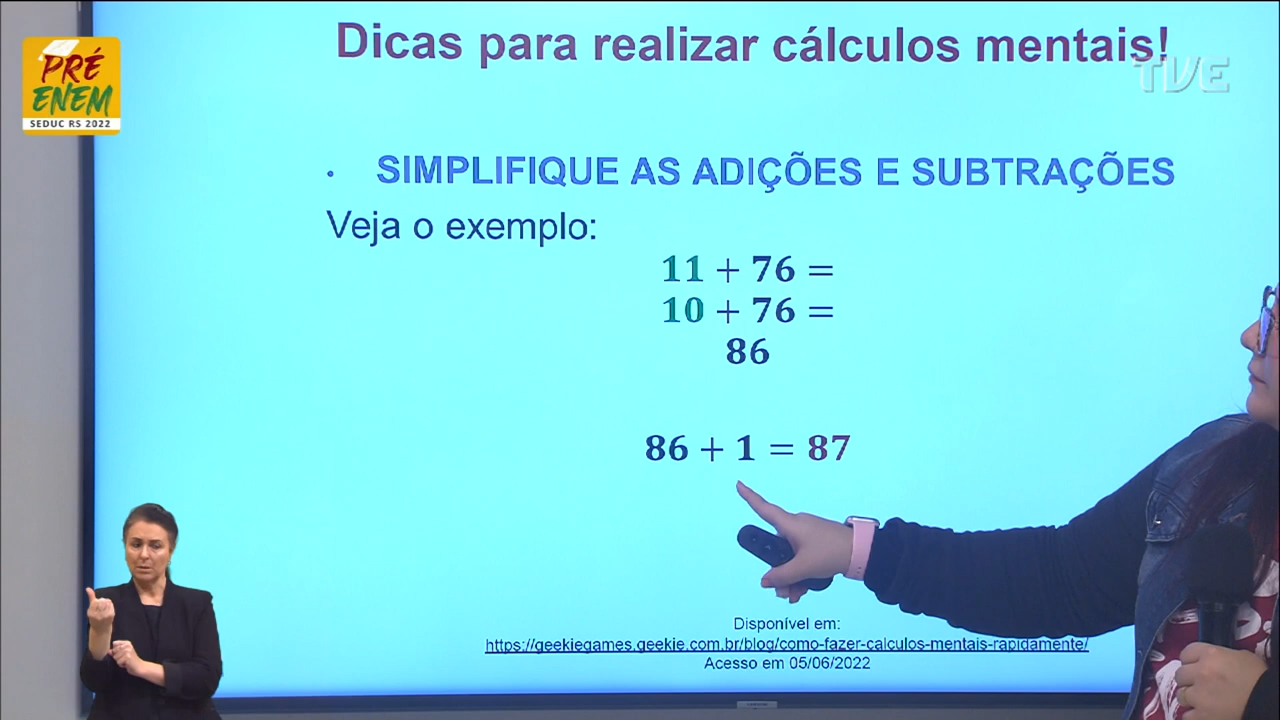 PRÉ
ENEM
SEDUC RS 2022
Dicas para realizar cálculos mentais!
TVE
• SIMPLIFIQUE AS ADIÇÕES E SUBTRAÇÕES
Veja o exemplo:
11 + 76 =
10 + 76 =
86
86 + 1 = 87
Disponível em:
https://geekiegames.geekie.com.br/blog/como-fazer-calculos-mentais-rapidamente/
Acesso em 05/06/2022